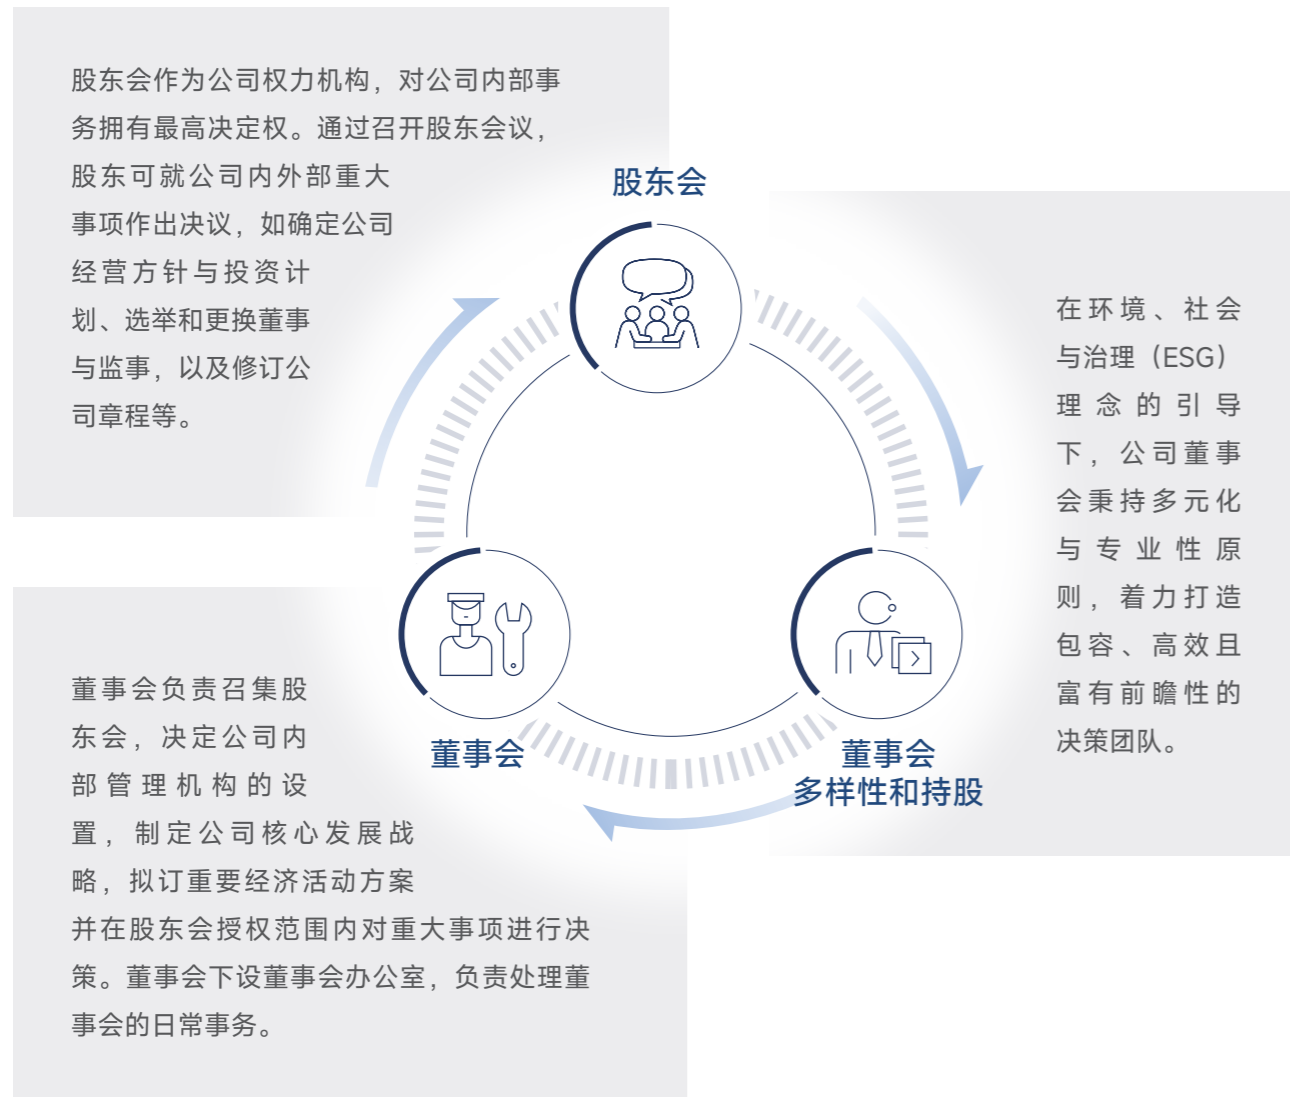 股东会作为公司权力机构，对公司内部事
务拥有最高决定权。通过召开股东会议，
股东可就公司内外部重大
事项作出决议，如确定公司
经营方针与投资计
划、选举和更换董事
与监事，以及修订公
司章程等。
股东会
在环境、社会
与治理（ESG）
理念的引导
下，公司董事
会秉持多元化
与专业性原
则，着力打造
包容、高效且
富有前瞻性的
决策团队。
董事会
多样性和持股
董事会
董事会负责召集股
东会，决定公司内
部管理机构的设
置，制定公司核心发展战
略，拟订重要经济活动方案
并在股东会授权范围内对重大事项进行决
策。董事会下设董事会办公室，负责处理董
事会的日常事务。